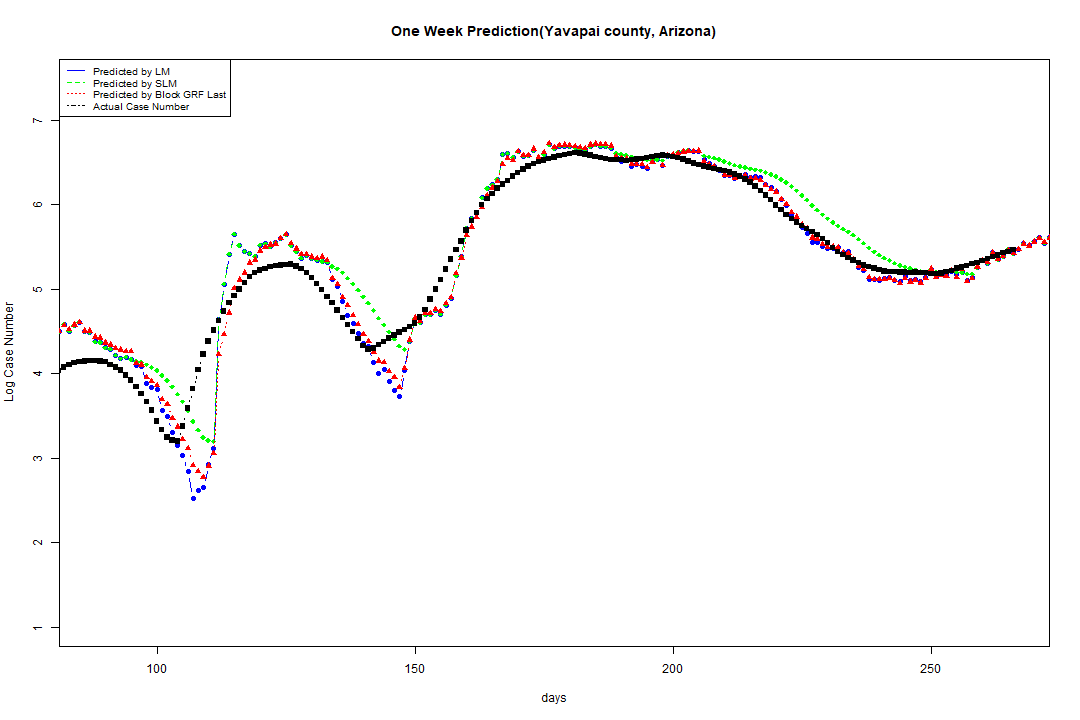 One Week Prediction(Yavapai county, Arizona)
Predicted by LM
Predicted by SLM
Predicted by Block GRF Last
Actual Case Number
7
6
5
4
3
2
1
Log Case Number
100 150 200 250
days